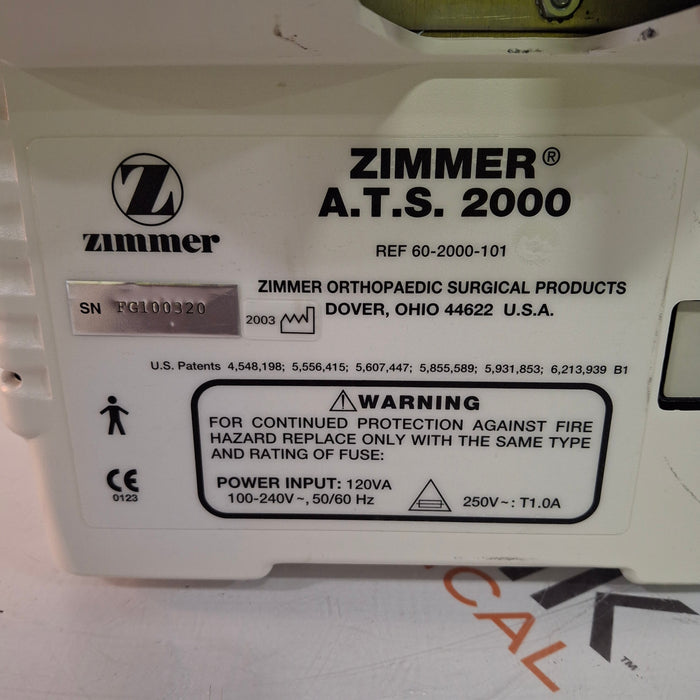 ZIMMER®
A.T.S. 2000
Z
zimmer
REF 60-2000-101
ZIMMER ORTHOPAEDIC SURGICAL PRODUCTS
DOVER, OHIO 44622 U.S.A.
SN FG100320
2003
U.S. Patents 4,548,198; 5,556,415; 5,607,447; 5,855,589; 5,931,853; 6,213,939 B1
WARNING
FOR CONTINUED PROTECTION AGAINST FIRE
HAZARD REPLACE ONLY WITH THE SAME TYPE
AND RATING OF FUSE:
POWER INPUT: 120VA
100-240V~, 50/60 Hz
250V~: T1.0A
CE
0123
CAL
TM